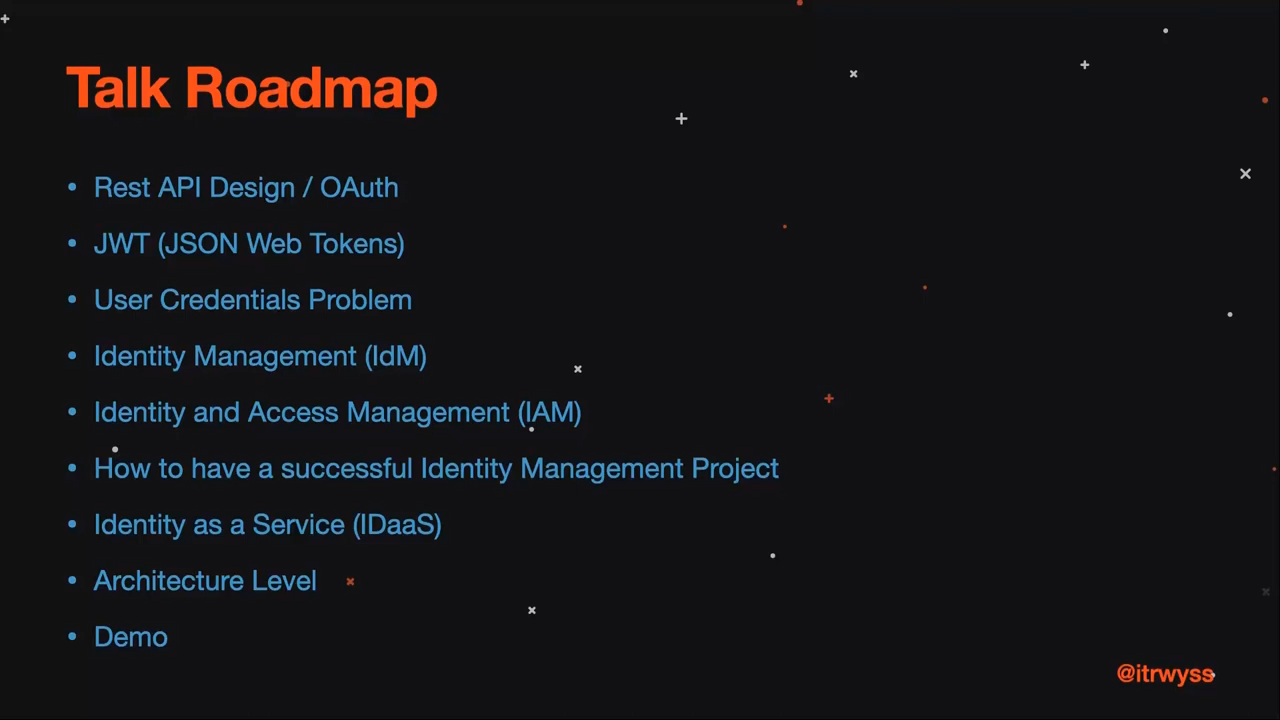 Talk Roadmap
• Rest API Design / OAuth
• JWT (JSON Web Tokens)
• User Credentials Problem
• Identity Management (IdM)
• Identity and Access Management (IAM)
• How to have a successful Identity Management Project
• Identity as a Service (IDaaS)
• Architecture Level
• Demo
@itrwyss